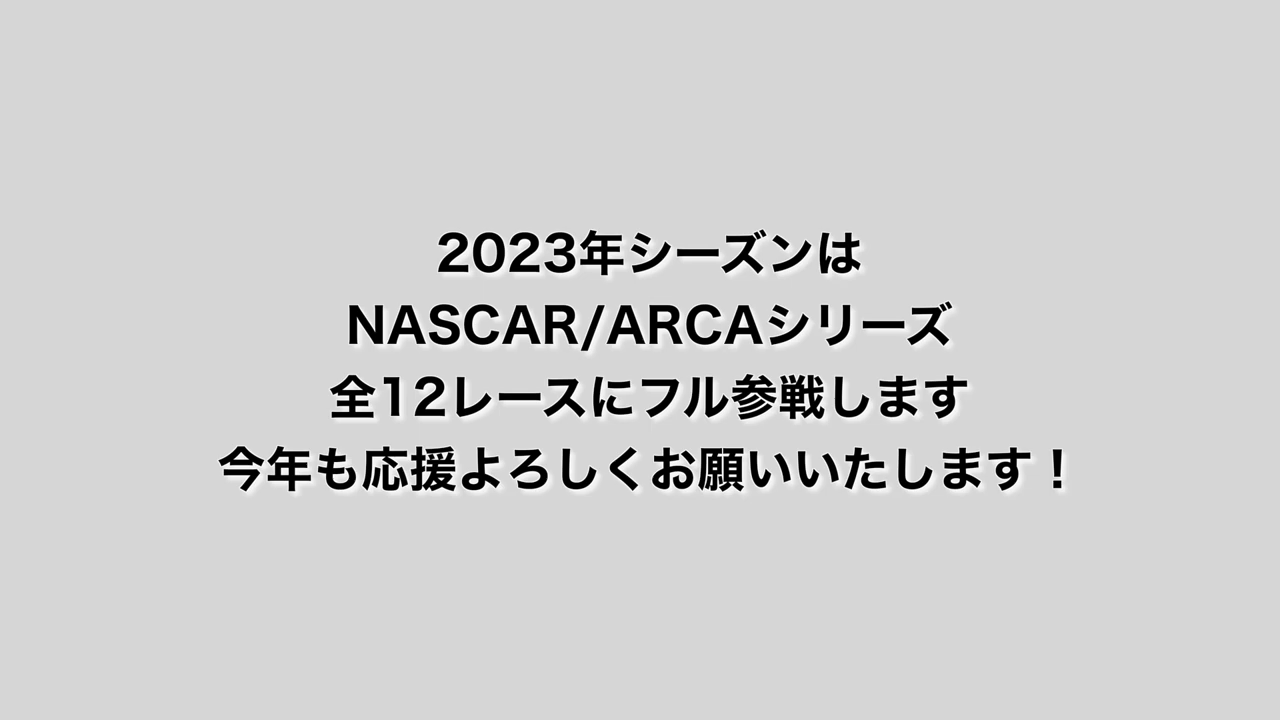 2023年シーズンは
NASCAR/ARCAシリーズ
全12レースにフル参戦します
今年も応援よろしくお願いいたします！